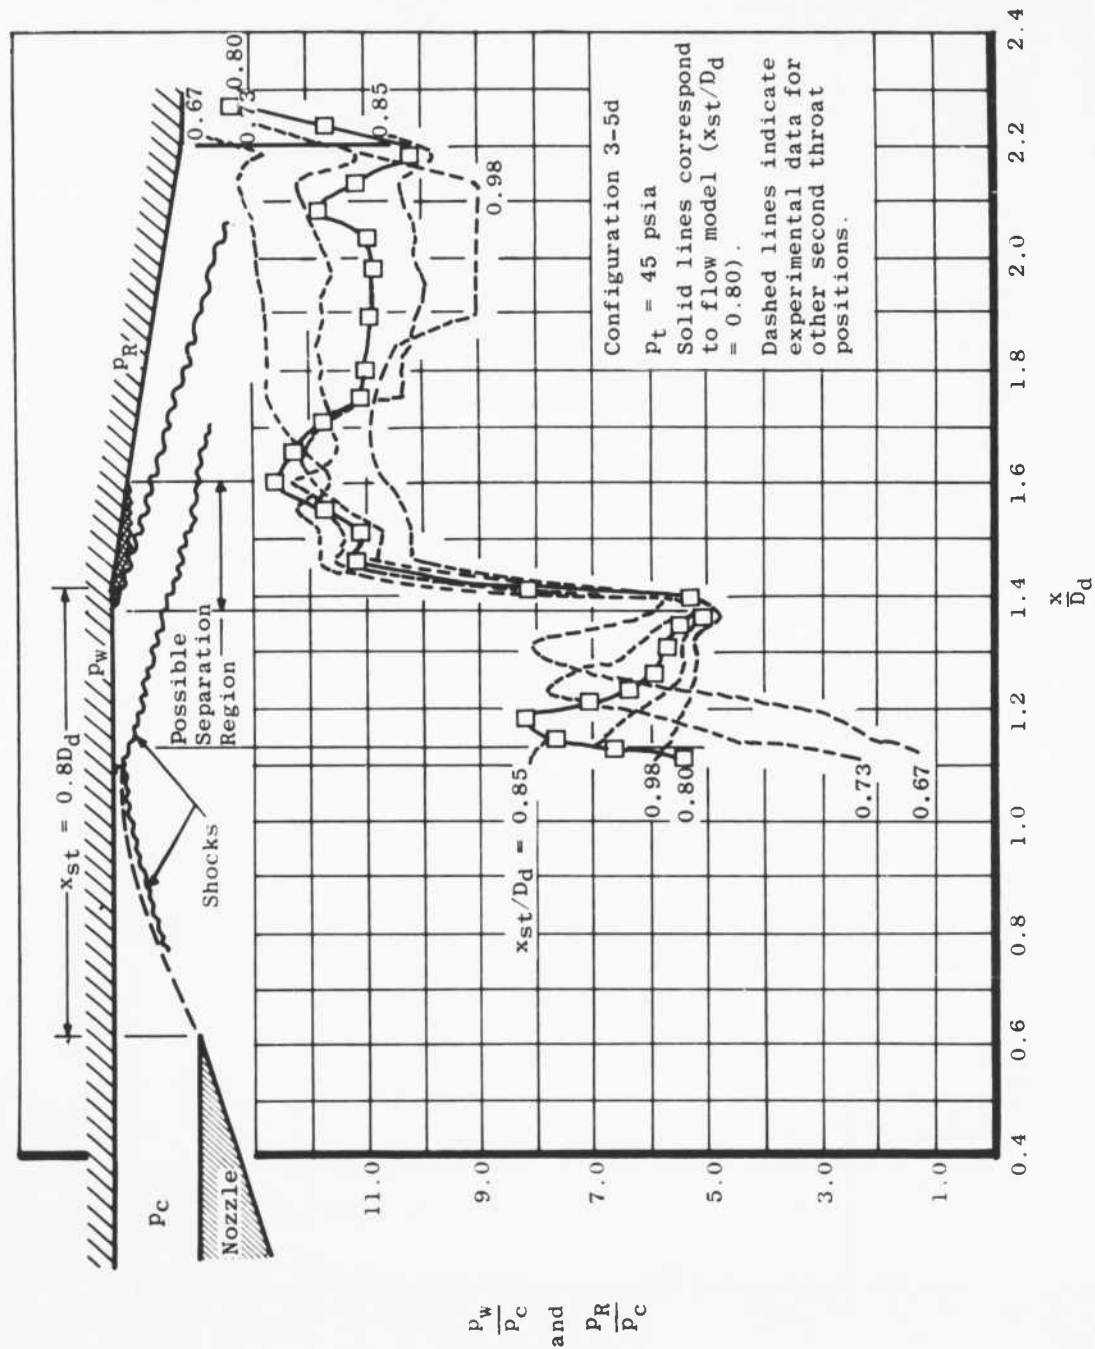 x_st = 0.8D_d
p_c
Nozzle
Shocks
p_w
p_R
Possible
Separation
Region
0.67
0.73
0.80
0.85
0.98
x_st/D_d = 0.85
0.98
0.80
0.73
0.67
Configuration 3-5d
p_t = 45 psia
Solid lines correspond
to flow model (x_st/D_d
= 0.80).
Dashed lines indicate
experimental data for
other second throat
positions.
p_w/p_c
and
p_R/p_c
11.0
9.0
7.0
5.0
3.0
1.0
0.4 0.6 0.8 1.0 1.2 1.4 1.6 1.8 2.0 2.2 2.4
x/D_d